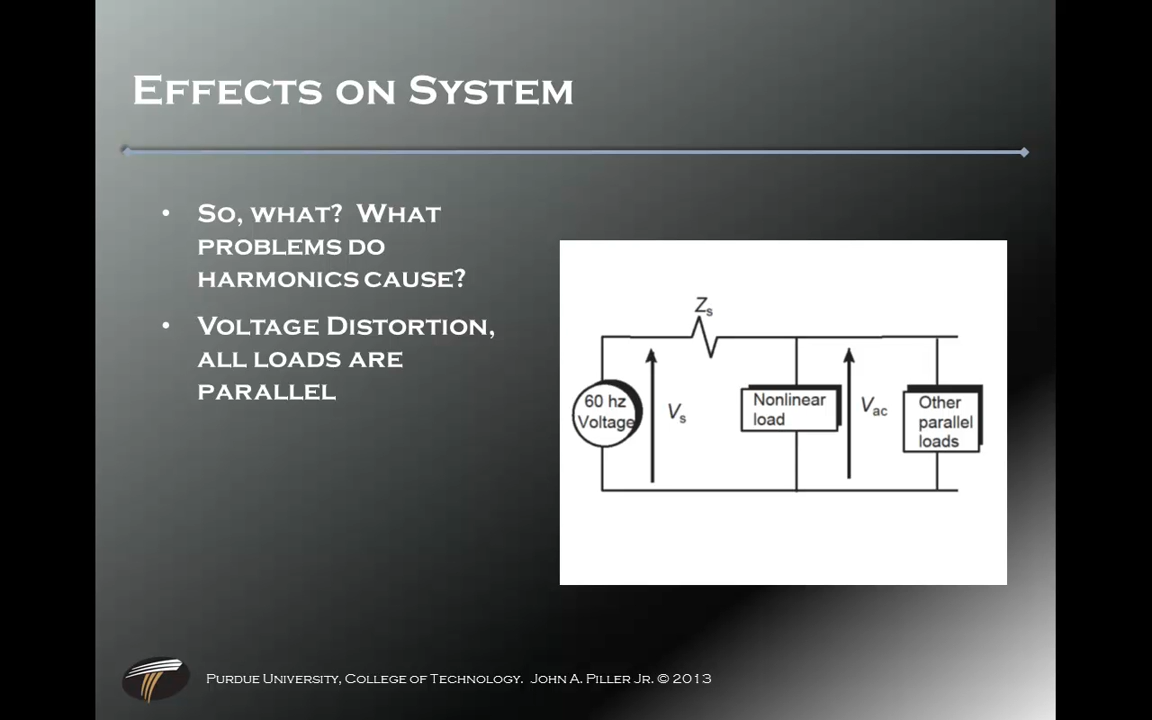 Effects on System
• So, what? What
problems do
harmonics cause?
• Voltage Distortion,
all loads are
parallel
Zs
60 hz
Voltage
Vs
Nonlinear
load
Vac
Other
parallel
loads
Purdue University, College of Technology. John A. Piller Jr. © 2013